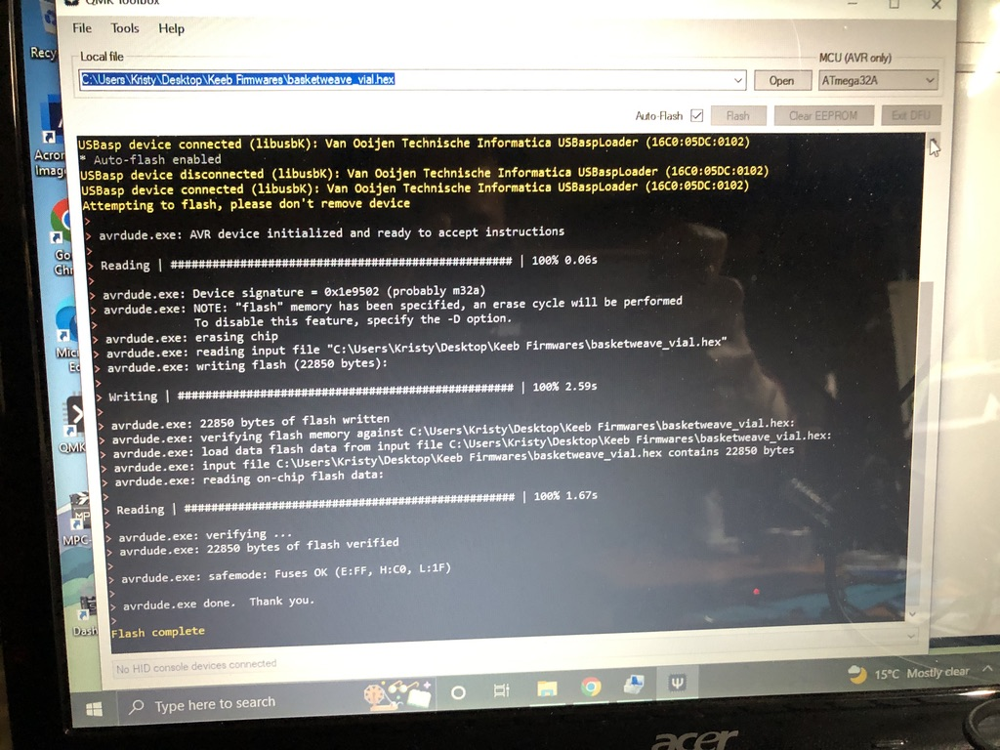 QMK Toolbox
File Tools Help
Local file
MCU (AVR only)
C:\Users\Kristy\Desktop\Keeb Firmwares\basketweave_vial.hex
Open
ATmega32A
Auto-Flash
Flash
Clear EEPROM
Exit DFU
USBasp device connected (libusbK): Van Ooijen Technische Informatica USBaspLoader (16C0:05DC:0102)
* Auto-flash enabled
USBasp device disconnected (libusbK): Van Ooijen Technische Informatica USBaspLoader (16C0:05DC:0102)
USBasp device connected (libusbK): Van Ooijen Technische Informatica USBaspLoader (16C0:05DC:0102)
Attempting to flash, please don't remove device
>
> avrdude.exe: AVR device initialized and ready to accept instructions
>
> Reading | ################################################## | 100% 0.06s
>
> avrdude.exe: Device signature = 0x1e9502 (probably m32a)
> avrdude.exe: NOTE: "flash" memory has been specified, an erase cycle will be performed
> To disable this feature, specify the -D option.
> avrdude.exe: erasing chip
> avrdude.exe: reading input file "C:\Users\Kristy\Desktop\Keeb Firmwares\basketweave_vial.hex"
> avrdude.exe: writing flash (22850 bytes):
>
> Writing | ################################################## | 100% 2.59s
>
> avrdude.exe: 22850 bytes of flash written
> avrdude.exe: verifying flash memory against C:\Users\Kristy\Desktop\Keeb Firmwares\basketweave_vial.hex:
> avrdude.exe: load data flash data from input file C:\Users\Kristy\Desktop\Keeb Firmwares\basketweave_vial.hex:
> avrdude.exe: input file C:\Users\Kristy\Desktop\Keeb Firmwares\basketweave_vial.hex contains 22850 bytes
> avrdude.exe: reading on-chip flash data:
>
> Reading | ################################################## | 100% 1.67s
>
> avrdude.exe: verifying ...
> avrdude.exe: 22850 bytes of flash verified
>
> avrdude.exe: safemode: Fuses OK (E:FF, H:C0, L:1F)
>
> avrdude.exe done. Thank you.
>
Flash complete
No HID console devices connected
Recy
Acron
Imag
Go
Ch
Mic
Ed
QMK
MPC-
Dash
Type here to search
15°C Mostly clear
acer